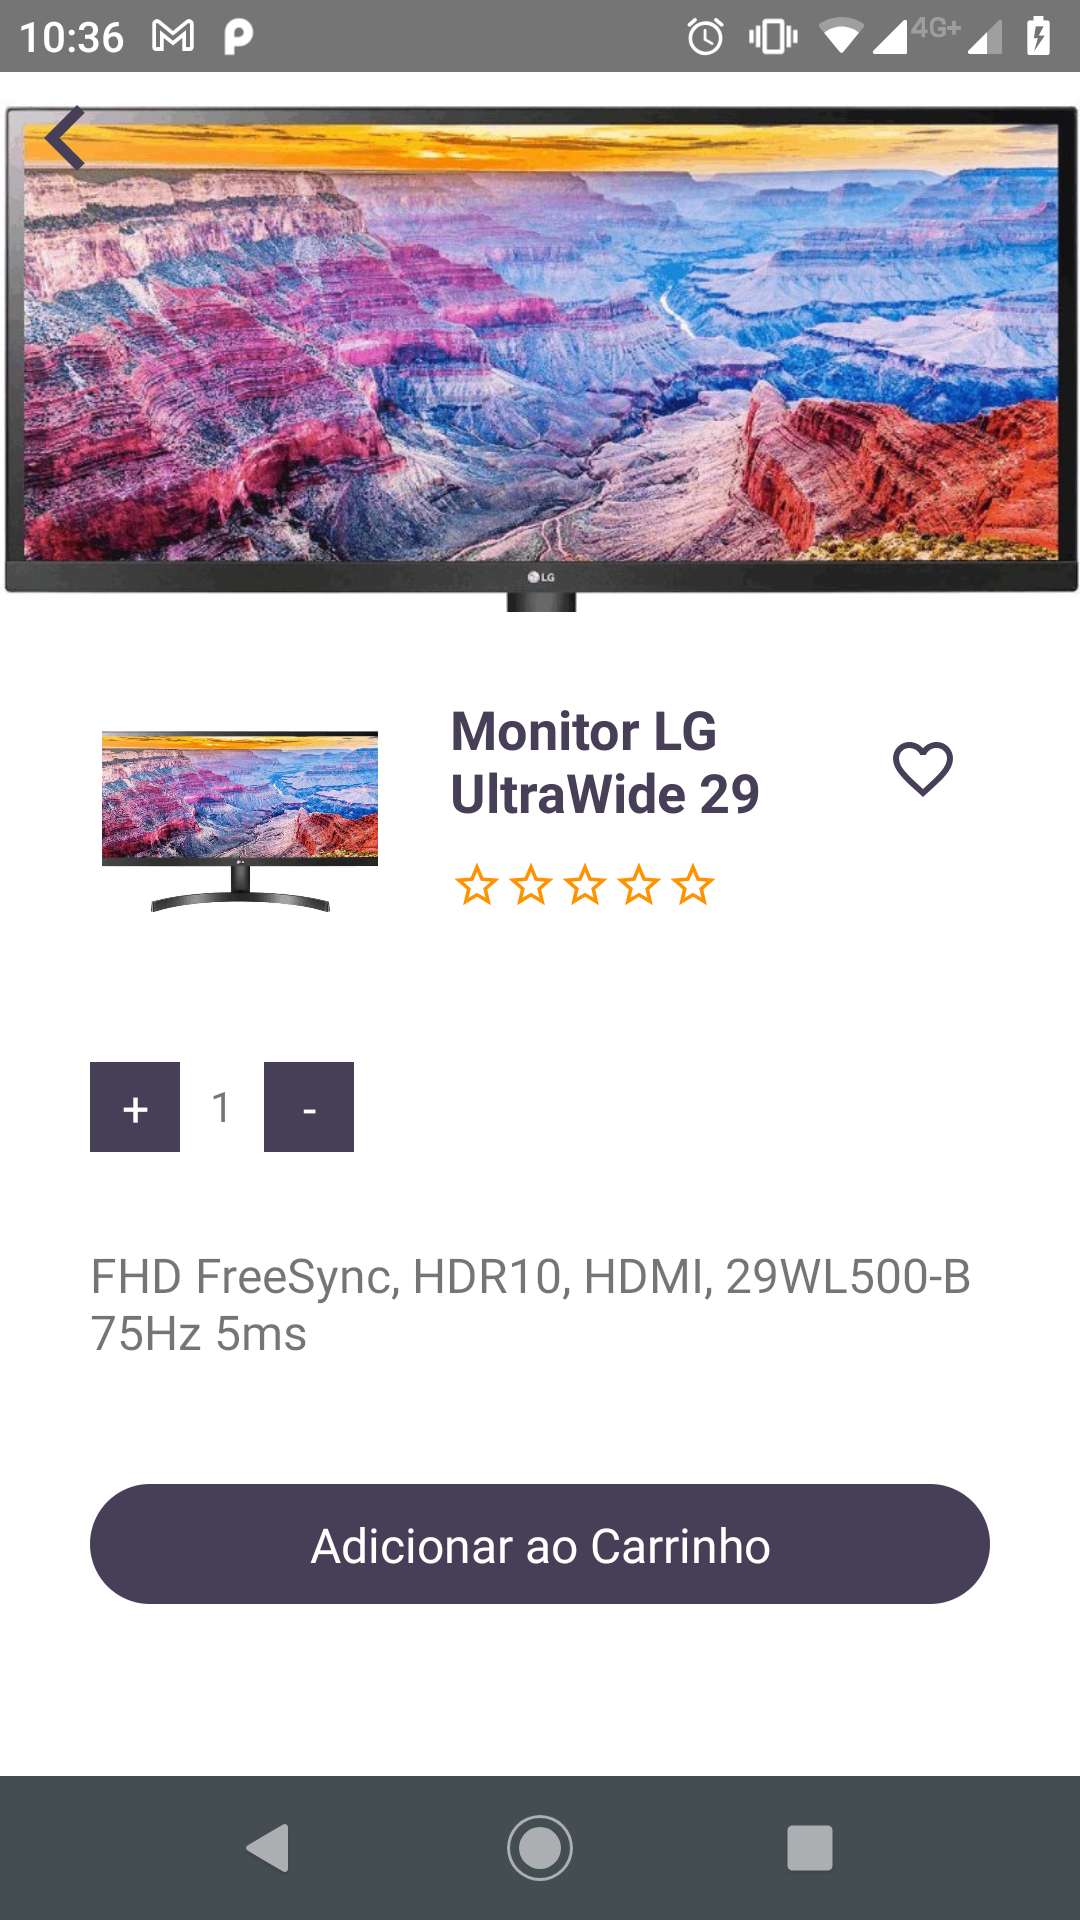 10:36
4G+
LG
Monitor LG
UltraWide 29
+ 1 -
FHD FreeSync, HDR10, HDMI, 29WL500-B
75Hz 5ms
Adicionar ao Carrinho